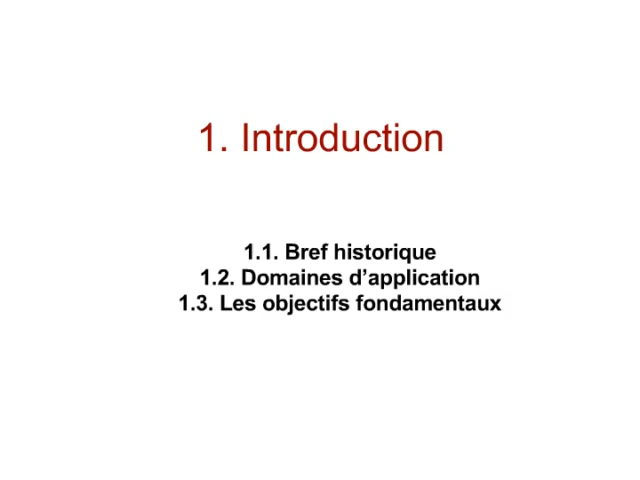 1. Introduction
1.1. Bref historique
1.2. Domaines d’application
1.3. Les objectifs fondamentaux